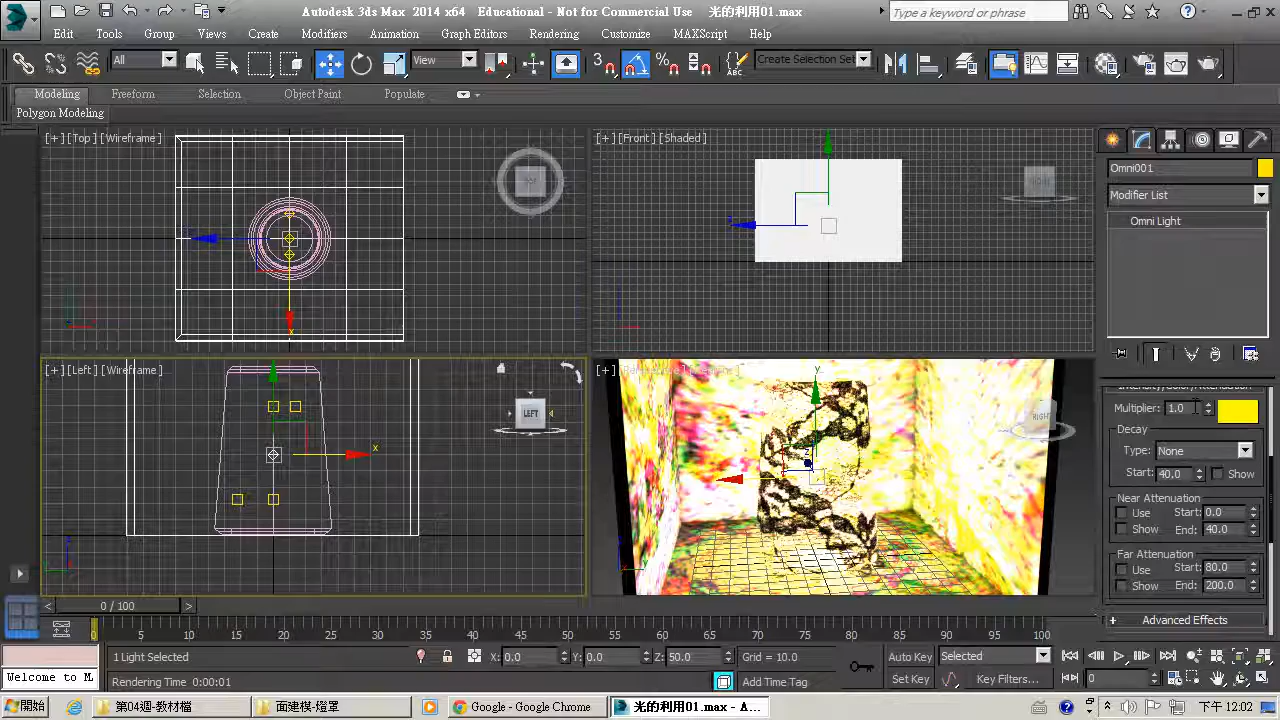 Autodesk 3ds Max 2014 x64 Educational - Not for Commercial Use 光的利用01.max
Type a keyword or phrase
Edit Tools Group Views Create Modifiers Animation Graph Editors Rendering Customize MAXScript Help
All View Create Selection Set
Modeling Freeform Selection Object Paint Populate
Polygon Modeling
[+][Top][Wireframe]
[+][Front][Shaded]
Omni001
Modifier List
Omni Light
[+][Left][Wireframe]
LEFT
x
[+]
y
z
RIGHT
Intensity/Color/Attenuation
Multiplier: 1.0
Decay
Type: None
Start: 40.0 Show
Near Attenuation
Use Start: 0.0
Show End: 40.0
Far Attenuation
Use Start: 80.0
Show End: 200.0
+ Advanced Effects
< 0 / 100 >
0 5 10 15 20 25 30 35 40 45 50 55 60 65 70 75 80 85 90 95 100
1 Light Selected X: 0.0 Y: 0.0 Z: 50.0 Grid = 10.0 Auto Key Selected
Welcome to M Rendering Time 0:00:01 Add Time Tag Set Key Key Filters... 0
開始 第04週-教材檔 面建模-燈罩 Google - Google Chrome 光的利用01.max - A... 下午 12:02